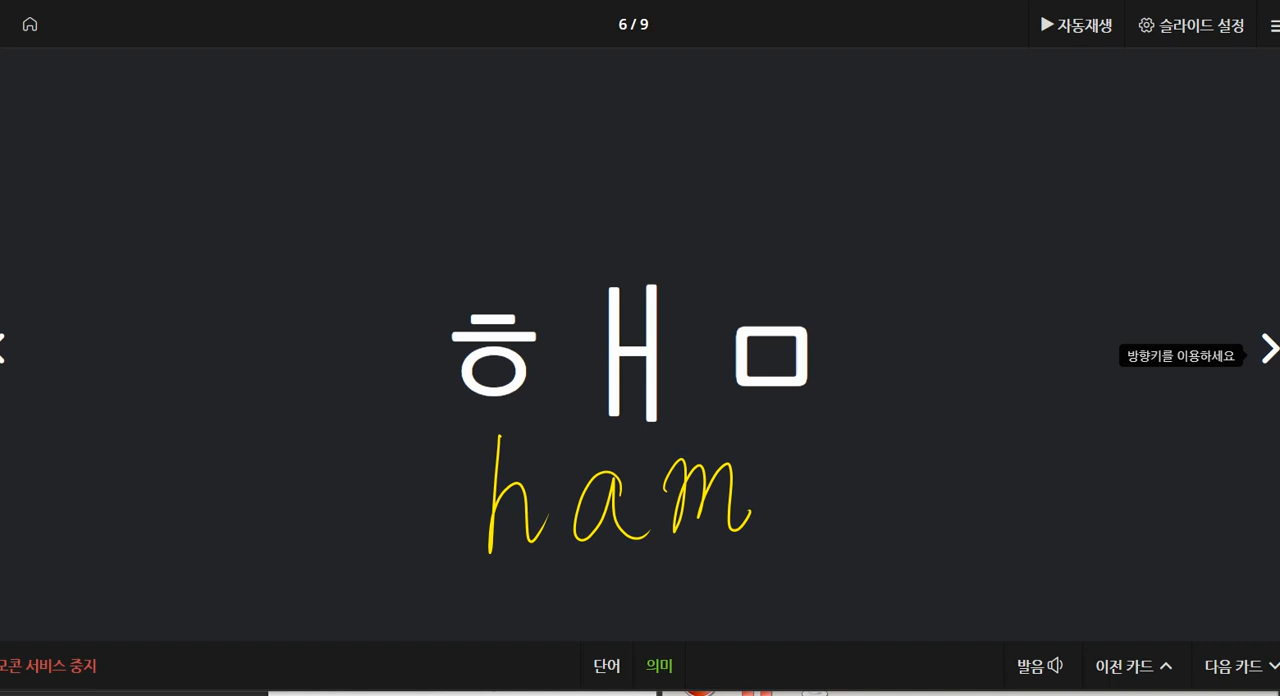 6 / 9
자동재생
슬라이드 설정
ㅎ ㅐ ㅁ
방향키를 이용하세요
ham
모콘 서비스 중지
단어
의미
발음
이전 카드
다음 카드